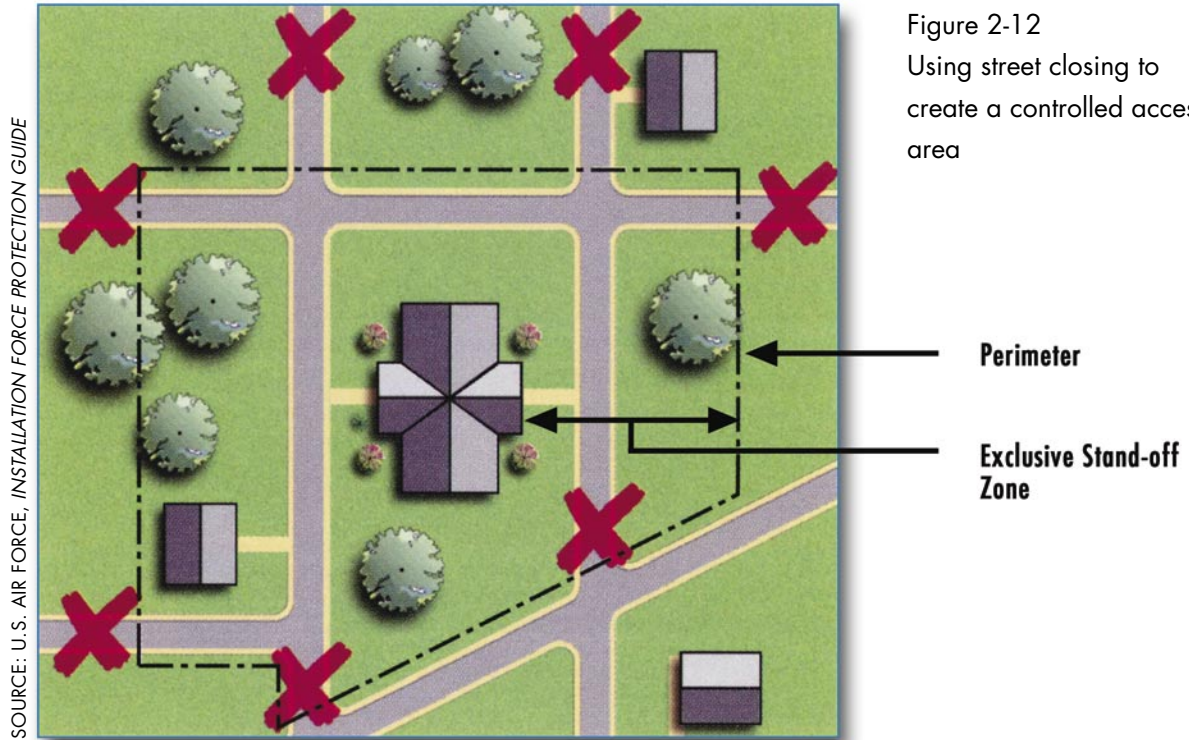 Figure 2-12
Using street closing to
create a controlled
area
Perimeter
Exclusive Stand-off
Zone
SOURCE: U.S. AIR FORCE, INSTALLATION FORCE PROTECTION GUIDE